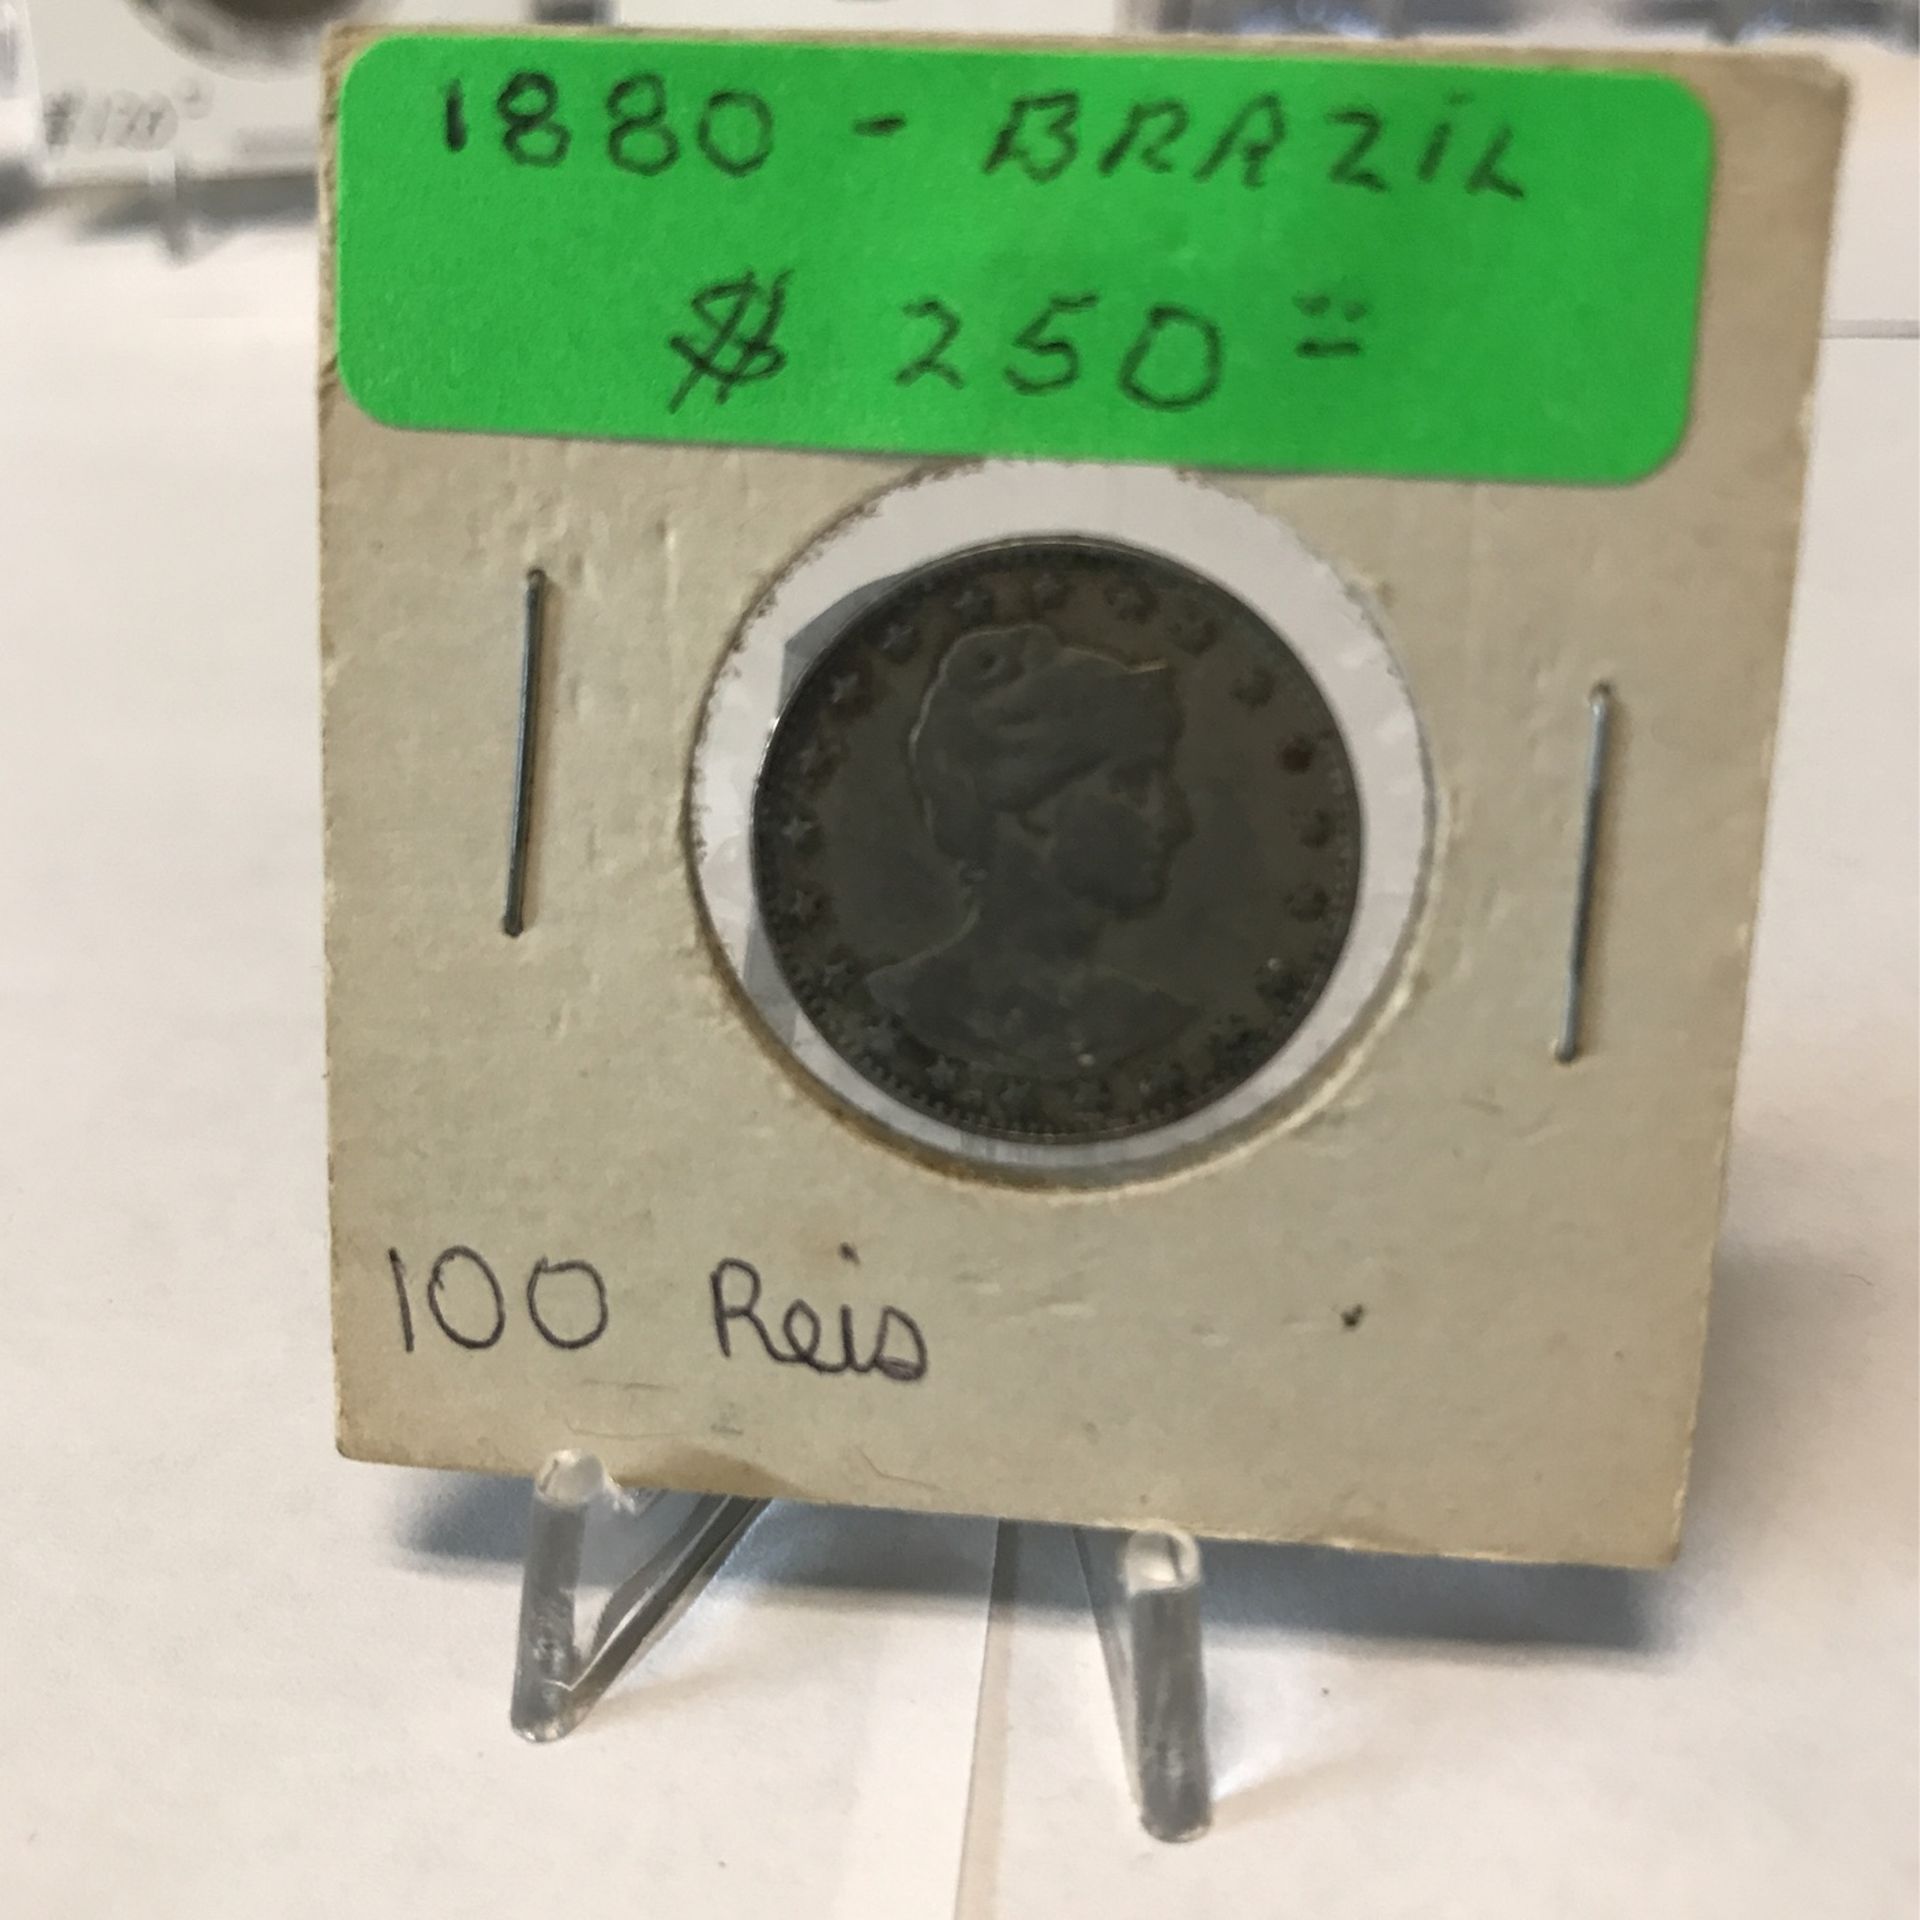 1880 - BRAZIL
$ 250 =
100 Reis